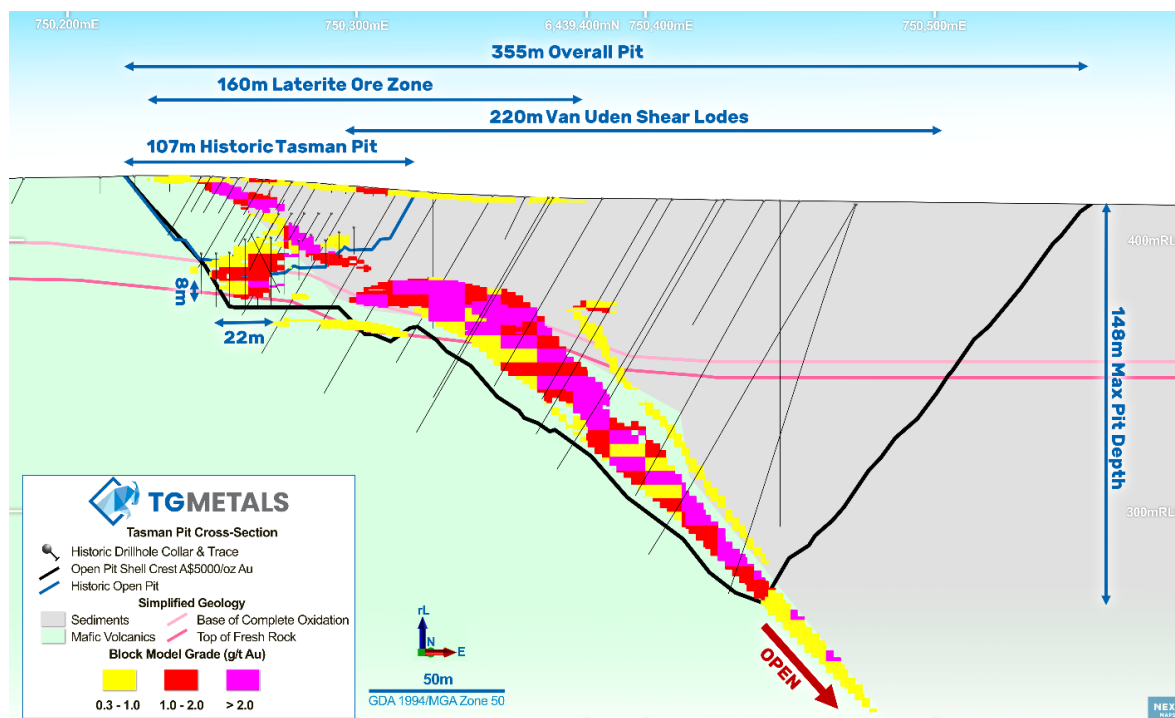 750,200mE
750,300mE
6,439,400mN
750,400mE
750,500mE
355m Overall Pit
160m Laterite Ore Zone
220m Van Uden Shear Lodes
107m Historic Tasman Pit
400mRL
8m
22m
148m Max Pit Depth
300mRL
TGMETALS
Tasman Pit Cross-Section
Historic Drillhole Collar & Trace
Open Pit Shell Crest A$5000/oz Au
Historic Open Pit
Simplified Geology
Sediments
Base of Complete Oxidation
Mafic Volcanics
Top of Fresh Rock
Block Model Grade (g/t Au)
0.3 - 1.0
1.0 - 2.0
> 2.0
rL
N
E
50m
GDA 1994/MGA Zone 50
OPEN